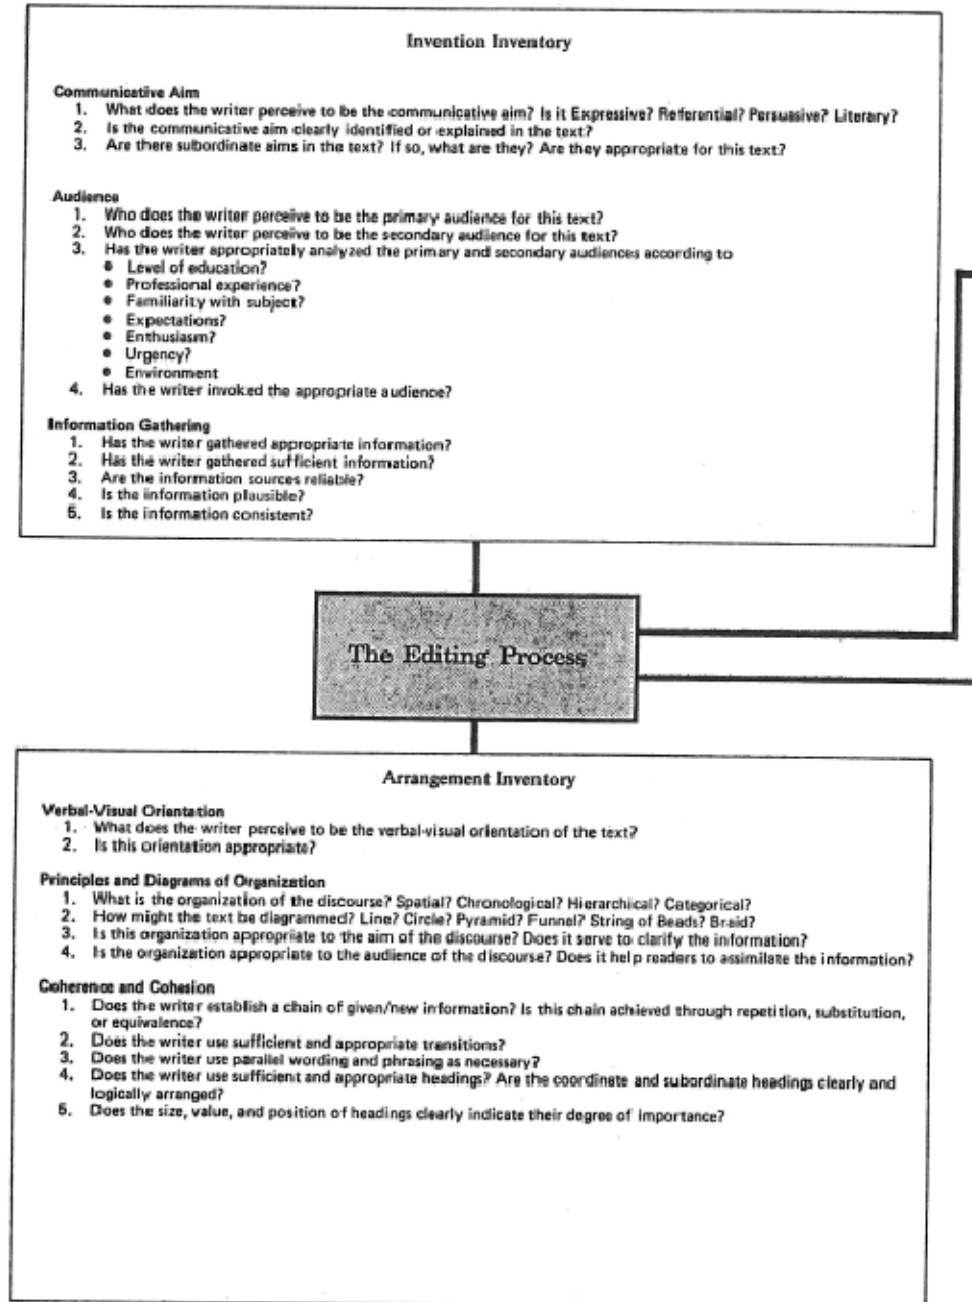 Invention Inventory
Communicative Aim
1. What does the writer perceive to be the communicative aim? Is it Expressive? Referential? Persuasive? Literary?
2. Is the communicative aim clearly identified or explained in the text?
3. Are there subordinate aims in the text? If so, what are they? Are they appropriate for this text?
Audience
1. Who does the writer perceive to be the primary audience for this text?
2. Who does the writer perceive to be the secondary audience for this text?
3. Has the writer appropriately analyzed the primary and secondary audiences according to
• Level of education?
• Professional experience?
• Familiarity with subject?
• Expectations?
• Enthusiasm?
• Urgency?
• Environment
4. Has the writer invoked the appropriate audience?
Information Gathering
1. Has the writer gathered appropriate information?
2. Has the writer gathered sufficient information?
3. Are the information sources reliable?
4. Is the information plausible?
5. Is the information consistent?
The Editing Process
Arrangement Inventory
Verbal-Visual Orientation
1. What does the writer perceive to be the verbal-visual orientation of the text?
2. Is this orientation appropriate?
Principles and Diagrams of Organization
1. What is the organization of the discourse? Spatial? Chronological? Hierarchical? Categorical?
2. How might the text be diagrammed? Line? Circle? Pyramid? Funnel? String of Beads? Braid?
3. Is this organization appropriate to the aim of the discourse? Does it serve to clarify the information?
4. Is the organization appropriate to the audience of the discourse? Does it help readers to assimilate the information?
Coherence and Cohesion
1. Does the writer establish a chain of given/new information? Is this chain achieved through repetition, substitution,
or equivalence?
2. Does the writer use sufficient and appropriate transitions?
3. Does the writer use parallel wording and phrasing as necessary?
4. Does the writer use sufficient and appropriate headings? Are the coordinate and subordinate headings clearly and
logically arranged?
5. Does the size, value, and position of headings clearly indicate their degree of importance?